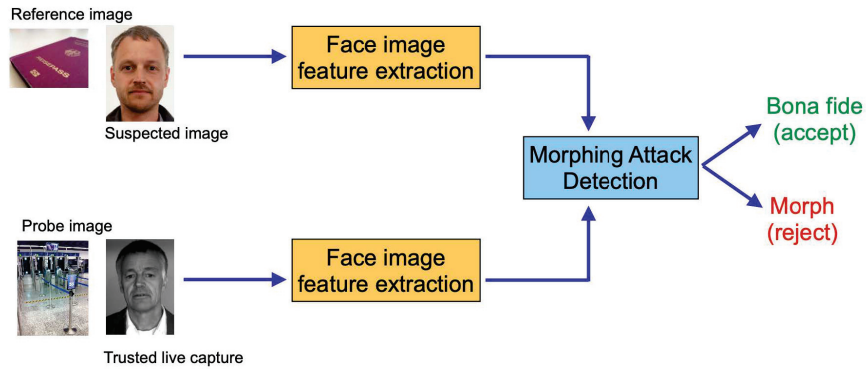 Reference image
REISEPASS
Suspected image
Face image
feature extraction
Morphing Attack
Detection
Bona fide
(accept)
Morph
(reject)
Probe image
Face image
feature extraction
Trusted live capture